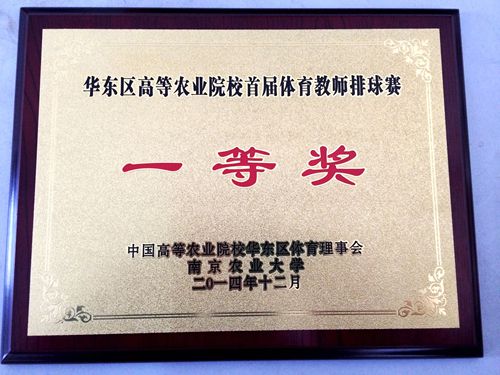 华东区高等农业院校首届体育教师排球赛
一等奖
中国高等农业院校华东区体育理事会
南京农业大学
二0一四年十二月